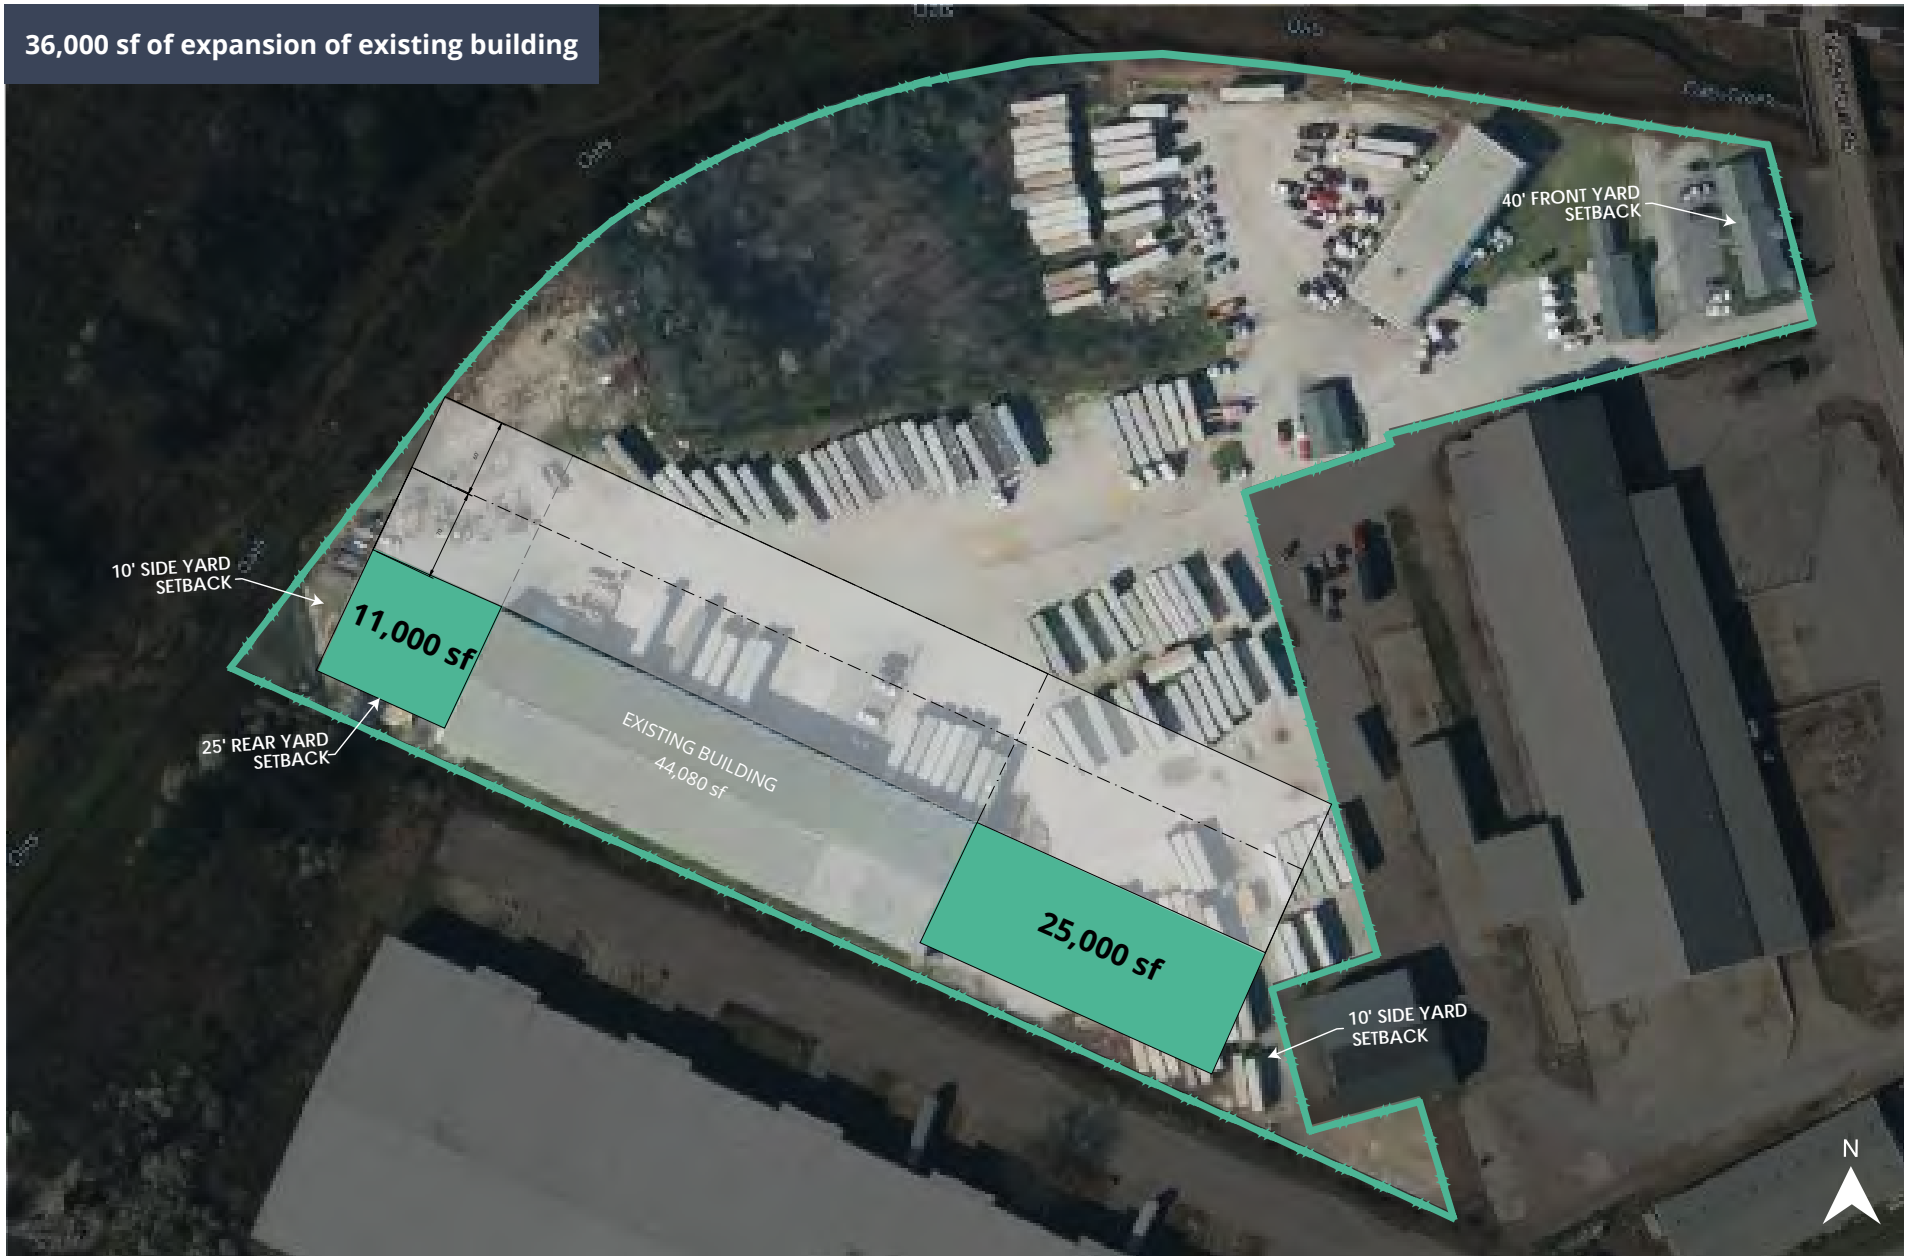 36,000 sf of expansion of existing building
40' FRONT YARD
SETBACK
10' SIDE YARD
SETBACK
11,000 sf
25' REAR YARD
SETBACK
EXISTING BUILDING
44,080 sf
25,000 sf
10' SIDE YARD
SETBACK
N